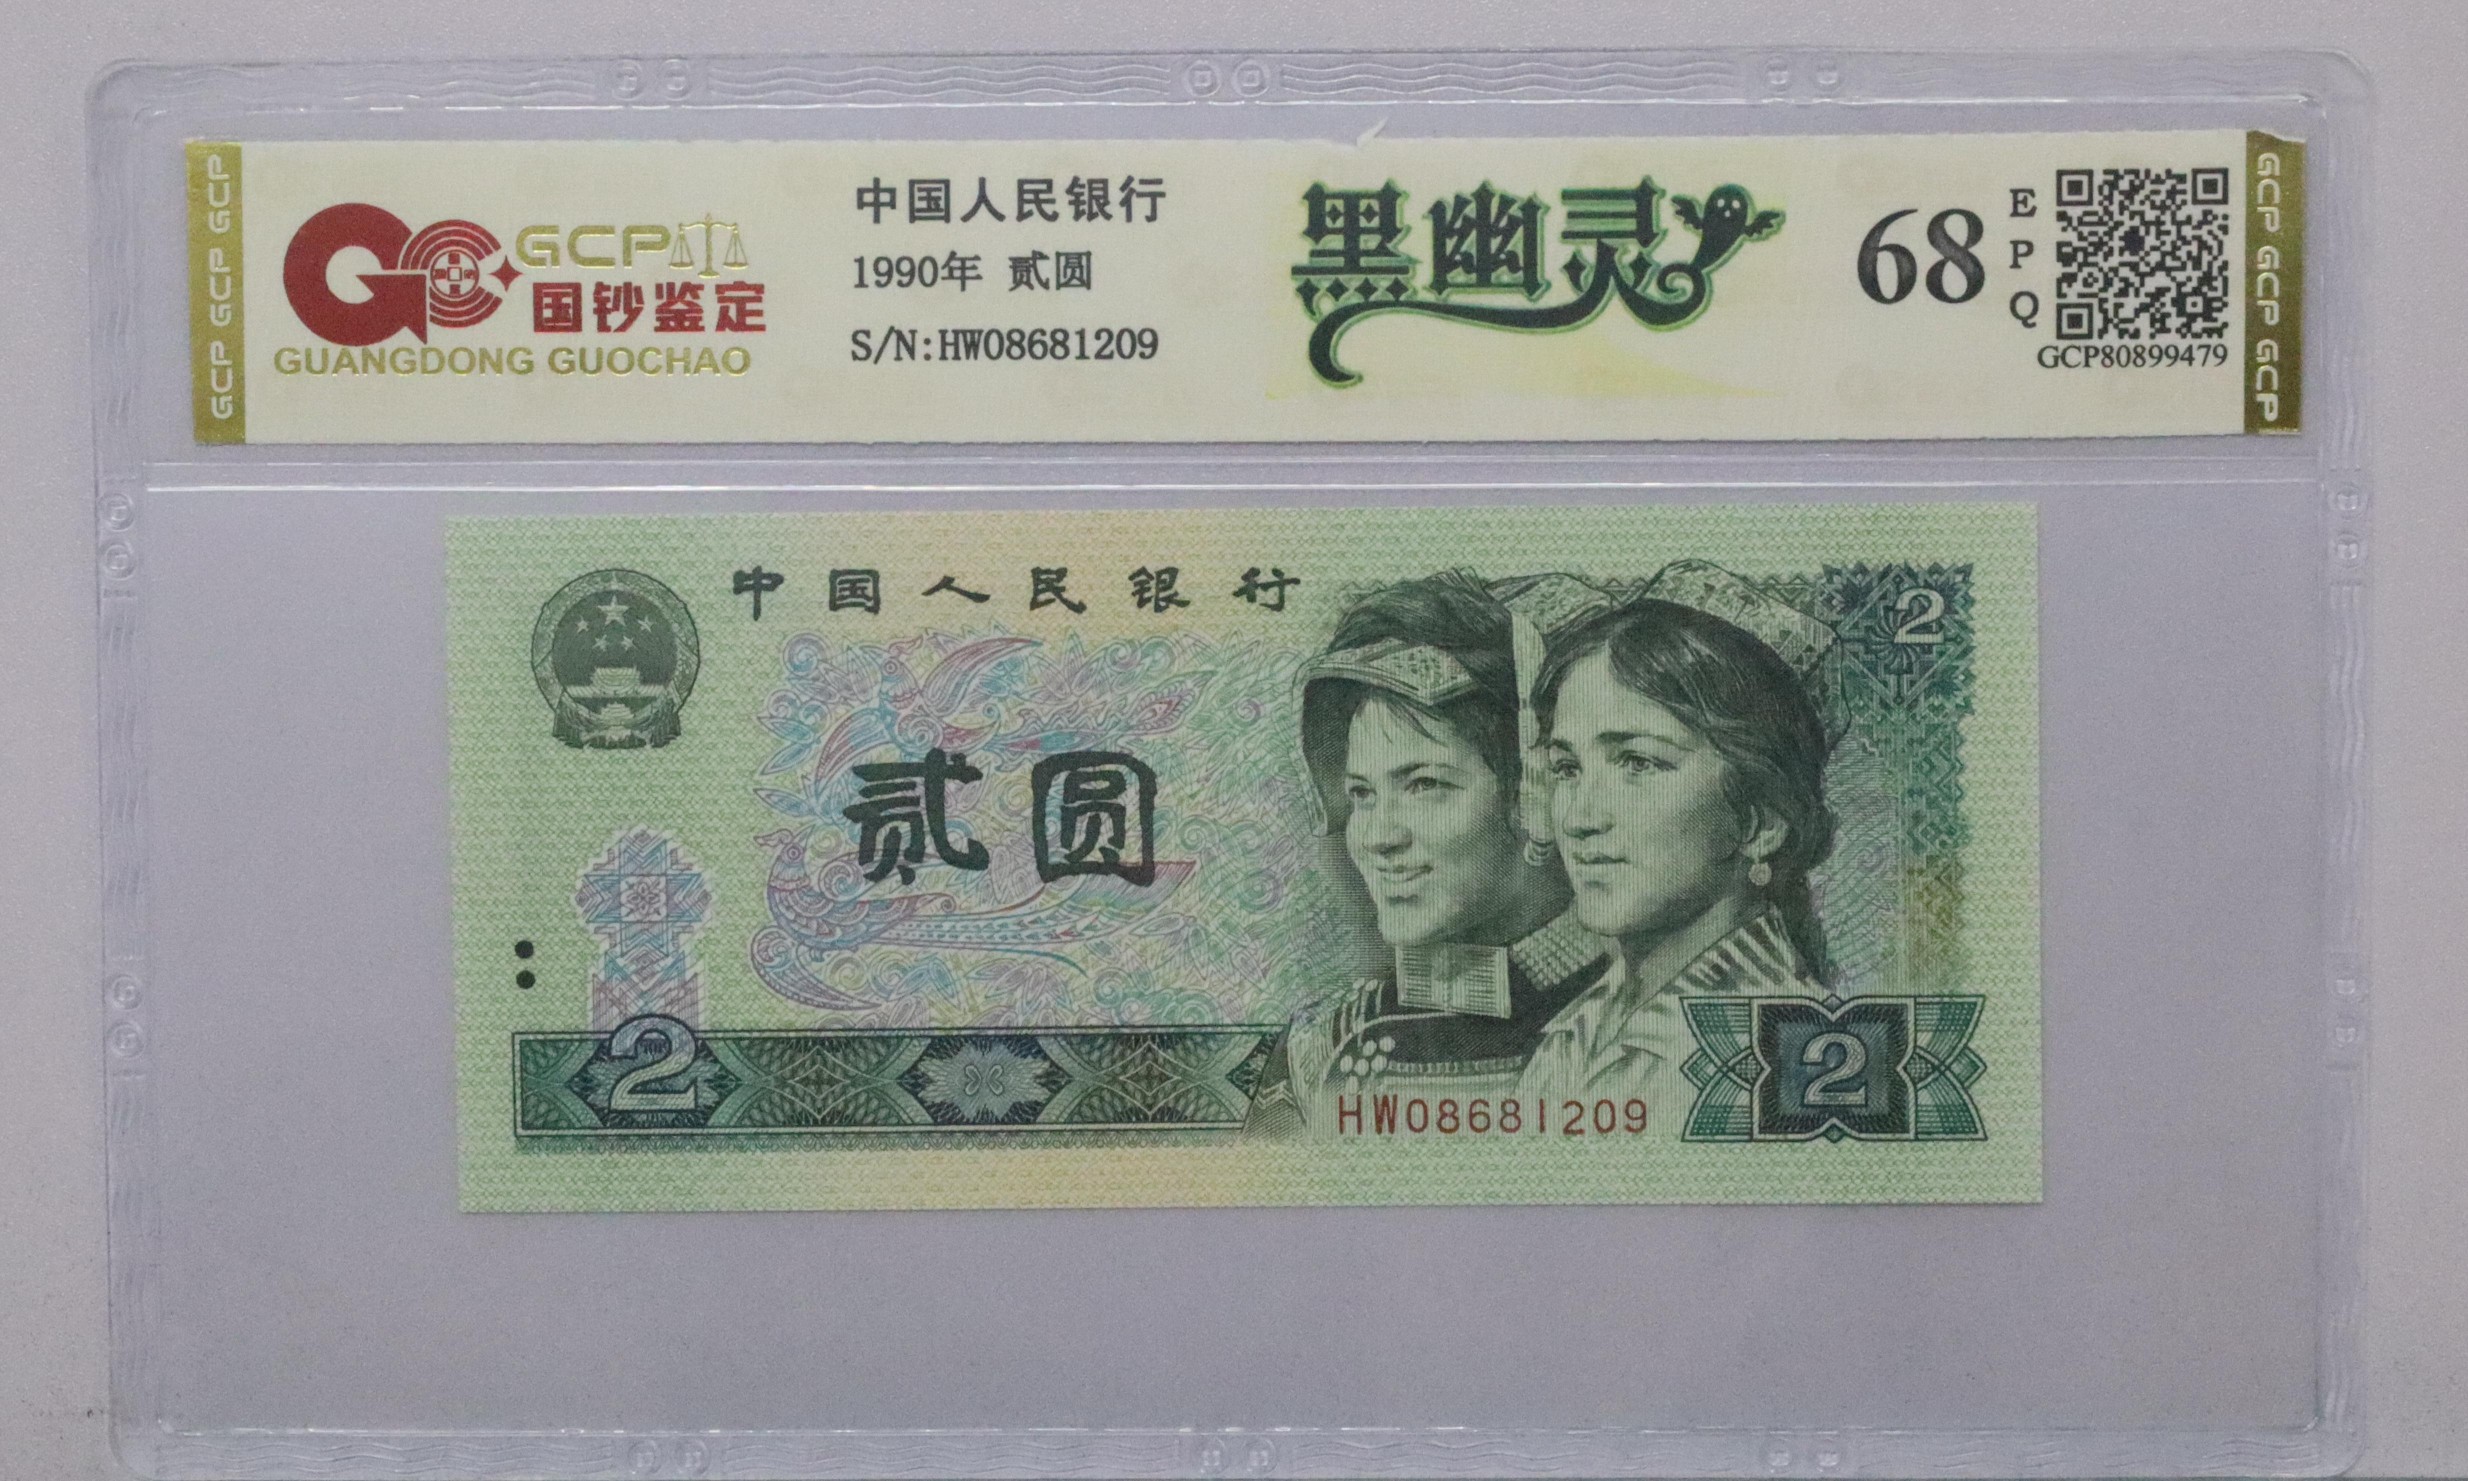 GCP GCP GCP
GCP
国钞鉴定
GUANGDONG GUOCHAO
中国人民银行
1990年 贰圆
S/N:HW08681209
黑幽灵
68
EPQ
GCP80899479
GCP GCP GCP
中国人民银行
2
贰圆
2
HW08681209
2